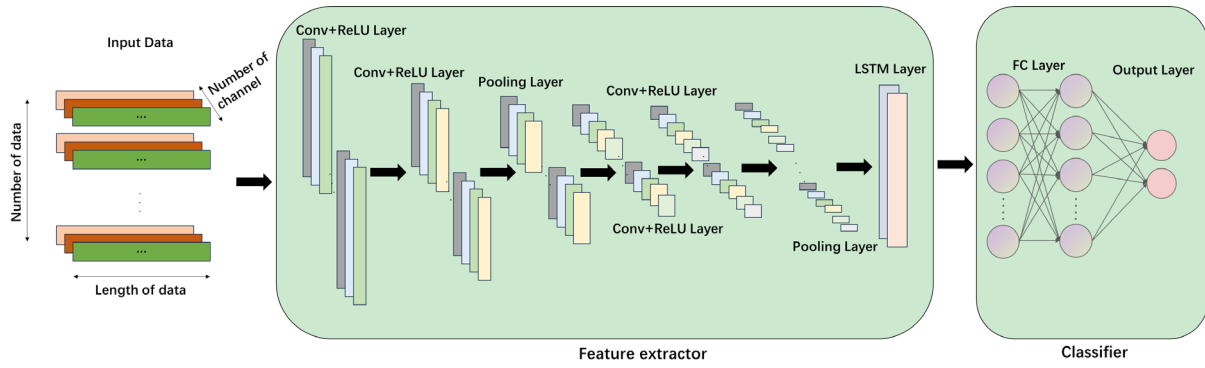 Input Data
Number of channel
...
...
...
Number of data
Length of data
Conv+ReLU Layer
Conv+ReLU Layer
Pooling Layer
Conv+ReLU Layer
Conv+ReLU Layer
Pooling Layer
LSTM Layer
Feature extractor
FC Layer
Output Layer
Classifier